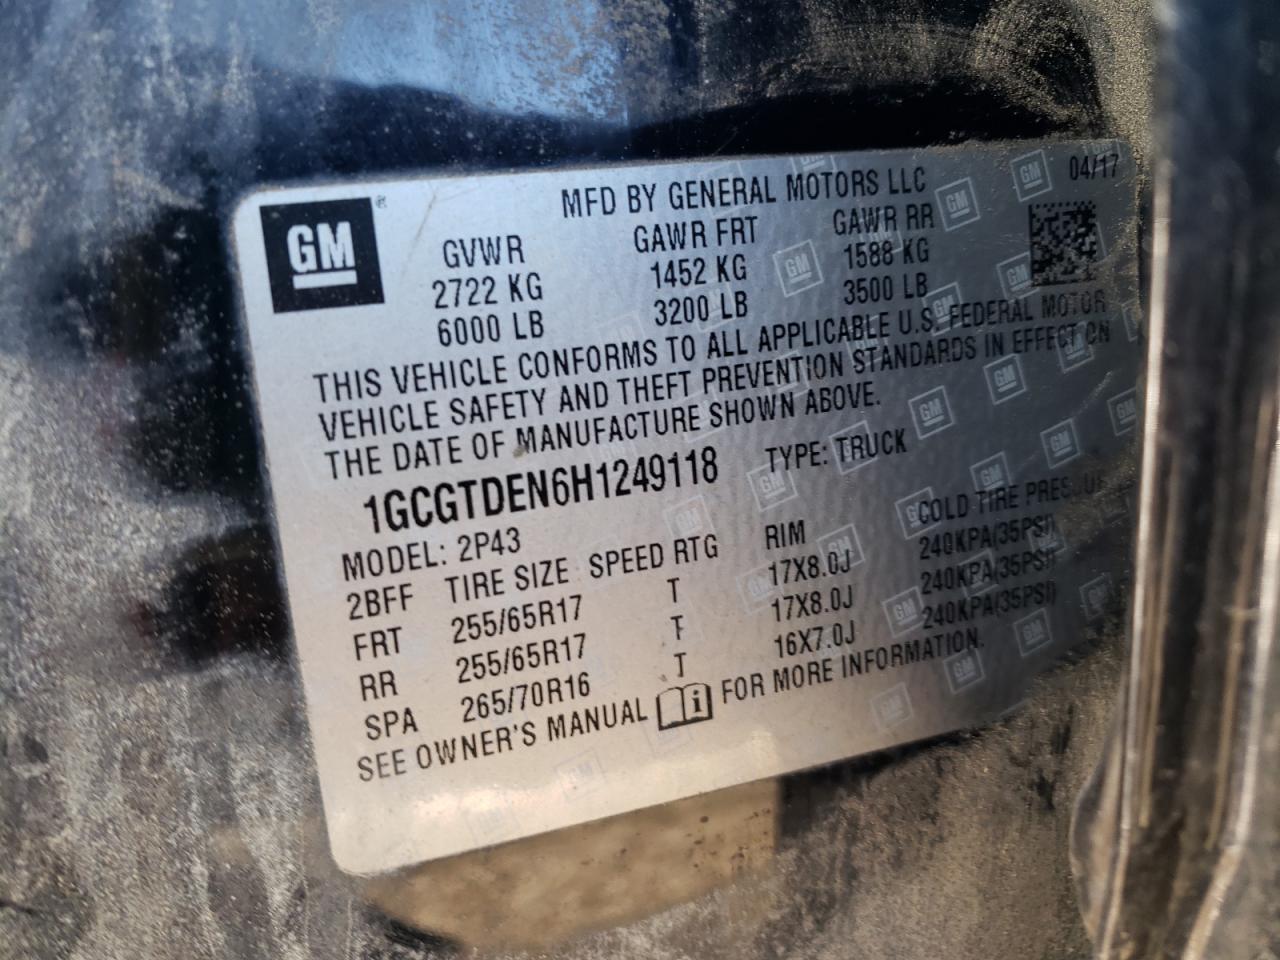 GM ®
MFD BY GENERAL MOTORS LLC 04/17
GVWR GAWR FRT GAWR RR
2722 KG 1452 KG 1588 KG
6000 LB 3200 LB 3500 LB
THIS VEHICLE CONFORMS TO ALL APPLICABLE U.S. FEDERAL MOTOR
VEHICLE SAFETY AND THEFT PREVENTION STANDARDS IN EFFECT ON
THE DATE OF MANUFACTURE SHOWN ABOVE.
1GCGTDEN6H1249118 TYPE: TRUCK
MODEL: 2P43
2BFF TIRE SIZE SPEED RTG RIM COLD TIRE PRESSURE
FRT 255/65R17 T 17X8.0J 240KPA(35PSI)
RR 255/65R17 T 17X8.0J 240KPA(35PSI)
SPA 265/70R16 T 16X7.0J 240KPA(35PSI)
SEE OWNER'S MANUAL FOR MORE INFORMATION.